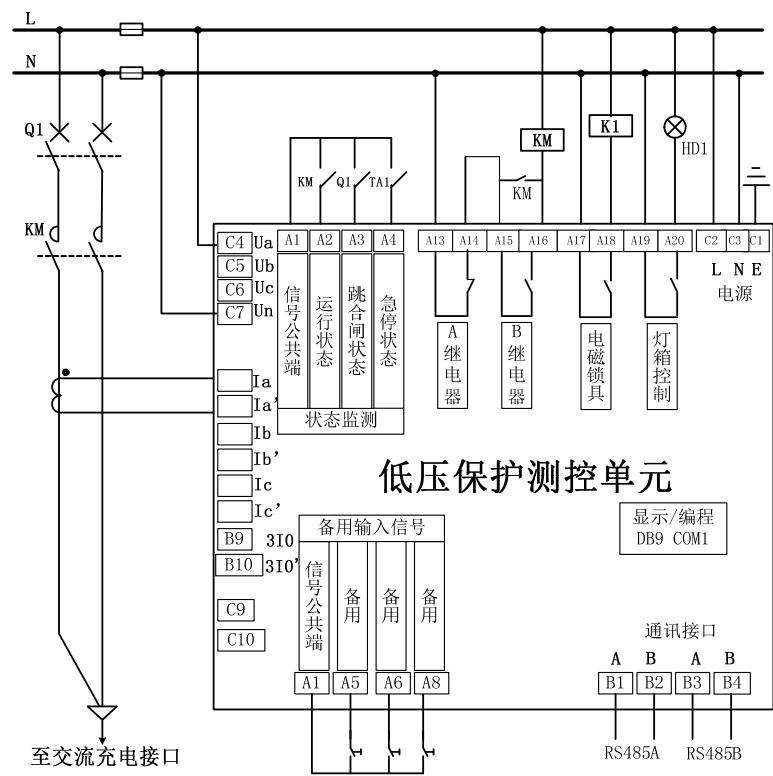 L
N
Q1
KM
KM
K1
HD1
KM Q1 TA1
KM
C4 Ua
C5 Ub
C6 Uc
C7 Un
A1 A2 A3 A4
A13 A14 A15 A16 A17 A18 A19 A20 C2 C3 C1
L N E
电源
信号公共端
运行状态
跳合闸状态
急停状态
状态监测
A继电器
B继电器
电磁锁具
灯箱控制
Ia
Ia'
Ib
Ib'
Ic
Ic'
B9 3I0
B10 3I0'
C9
C10
低压保护测控单元
显示/编程
DB9 COM1
备用输入信号
信号公共端
备用
备用
备用
A1 A5 A6 A8
通讯接口
A B A B
B1 B2 B3 B4
RS485A RS485B
至交流充电接口